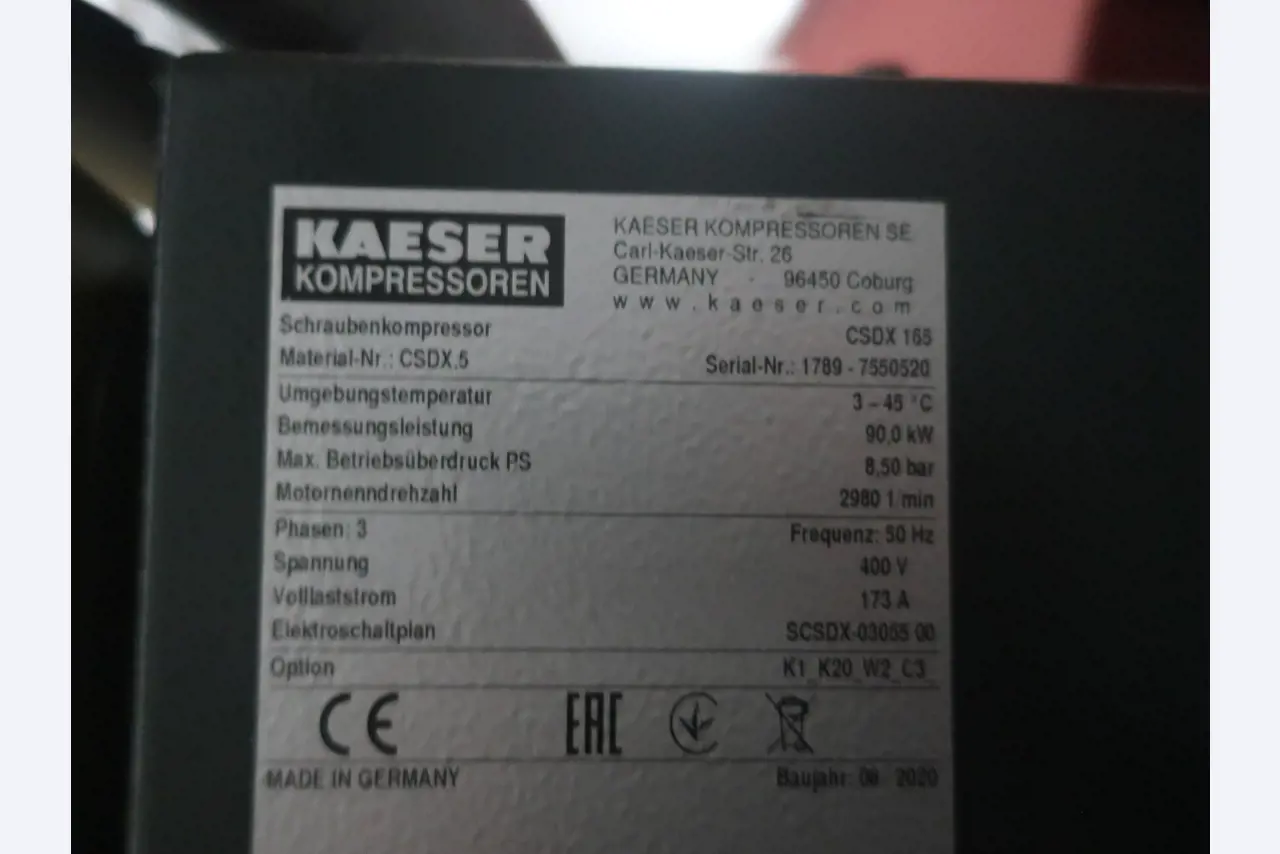 KAESER
KOMPRESSOREN
KAESER KOMPRESSOREN SE
Carl-Kaeser-Str. 26
GERMANY - 96450 Coburg
www.kaeser.com
Schraubenkompressor CSDX 165
Material-Nr.: CSDX.5 Serial-Nr.: 1789 - 7550520
Umgebungstemperatur 3 – 45 °C
Bemessungsleistung 90,0 kW
Max. Betriebsüberdruck PS 8,50 bar
Motornenndrehzahl 2980 1/min
Phasen: 3 Frequenz: 50 Hz
Spannung 400 V
Volllaststrom 173 A
Elektroschaltplan SCSDX-03055 00
Option K1_K20_W2_C3_
CE EAC
MADE IN GERMANY Baujahr: 08 2020